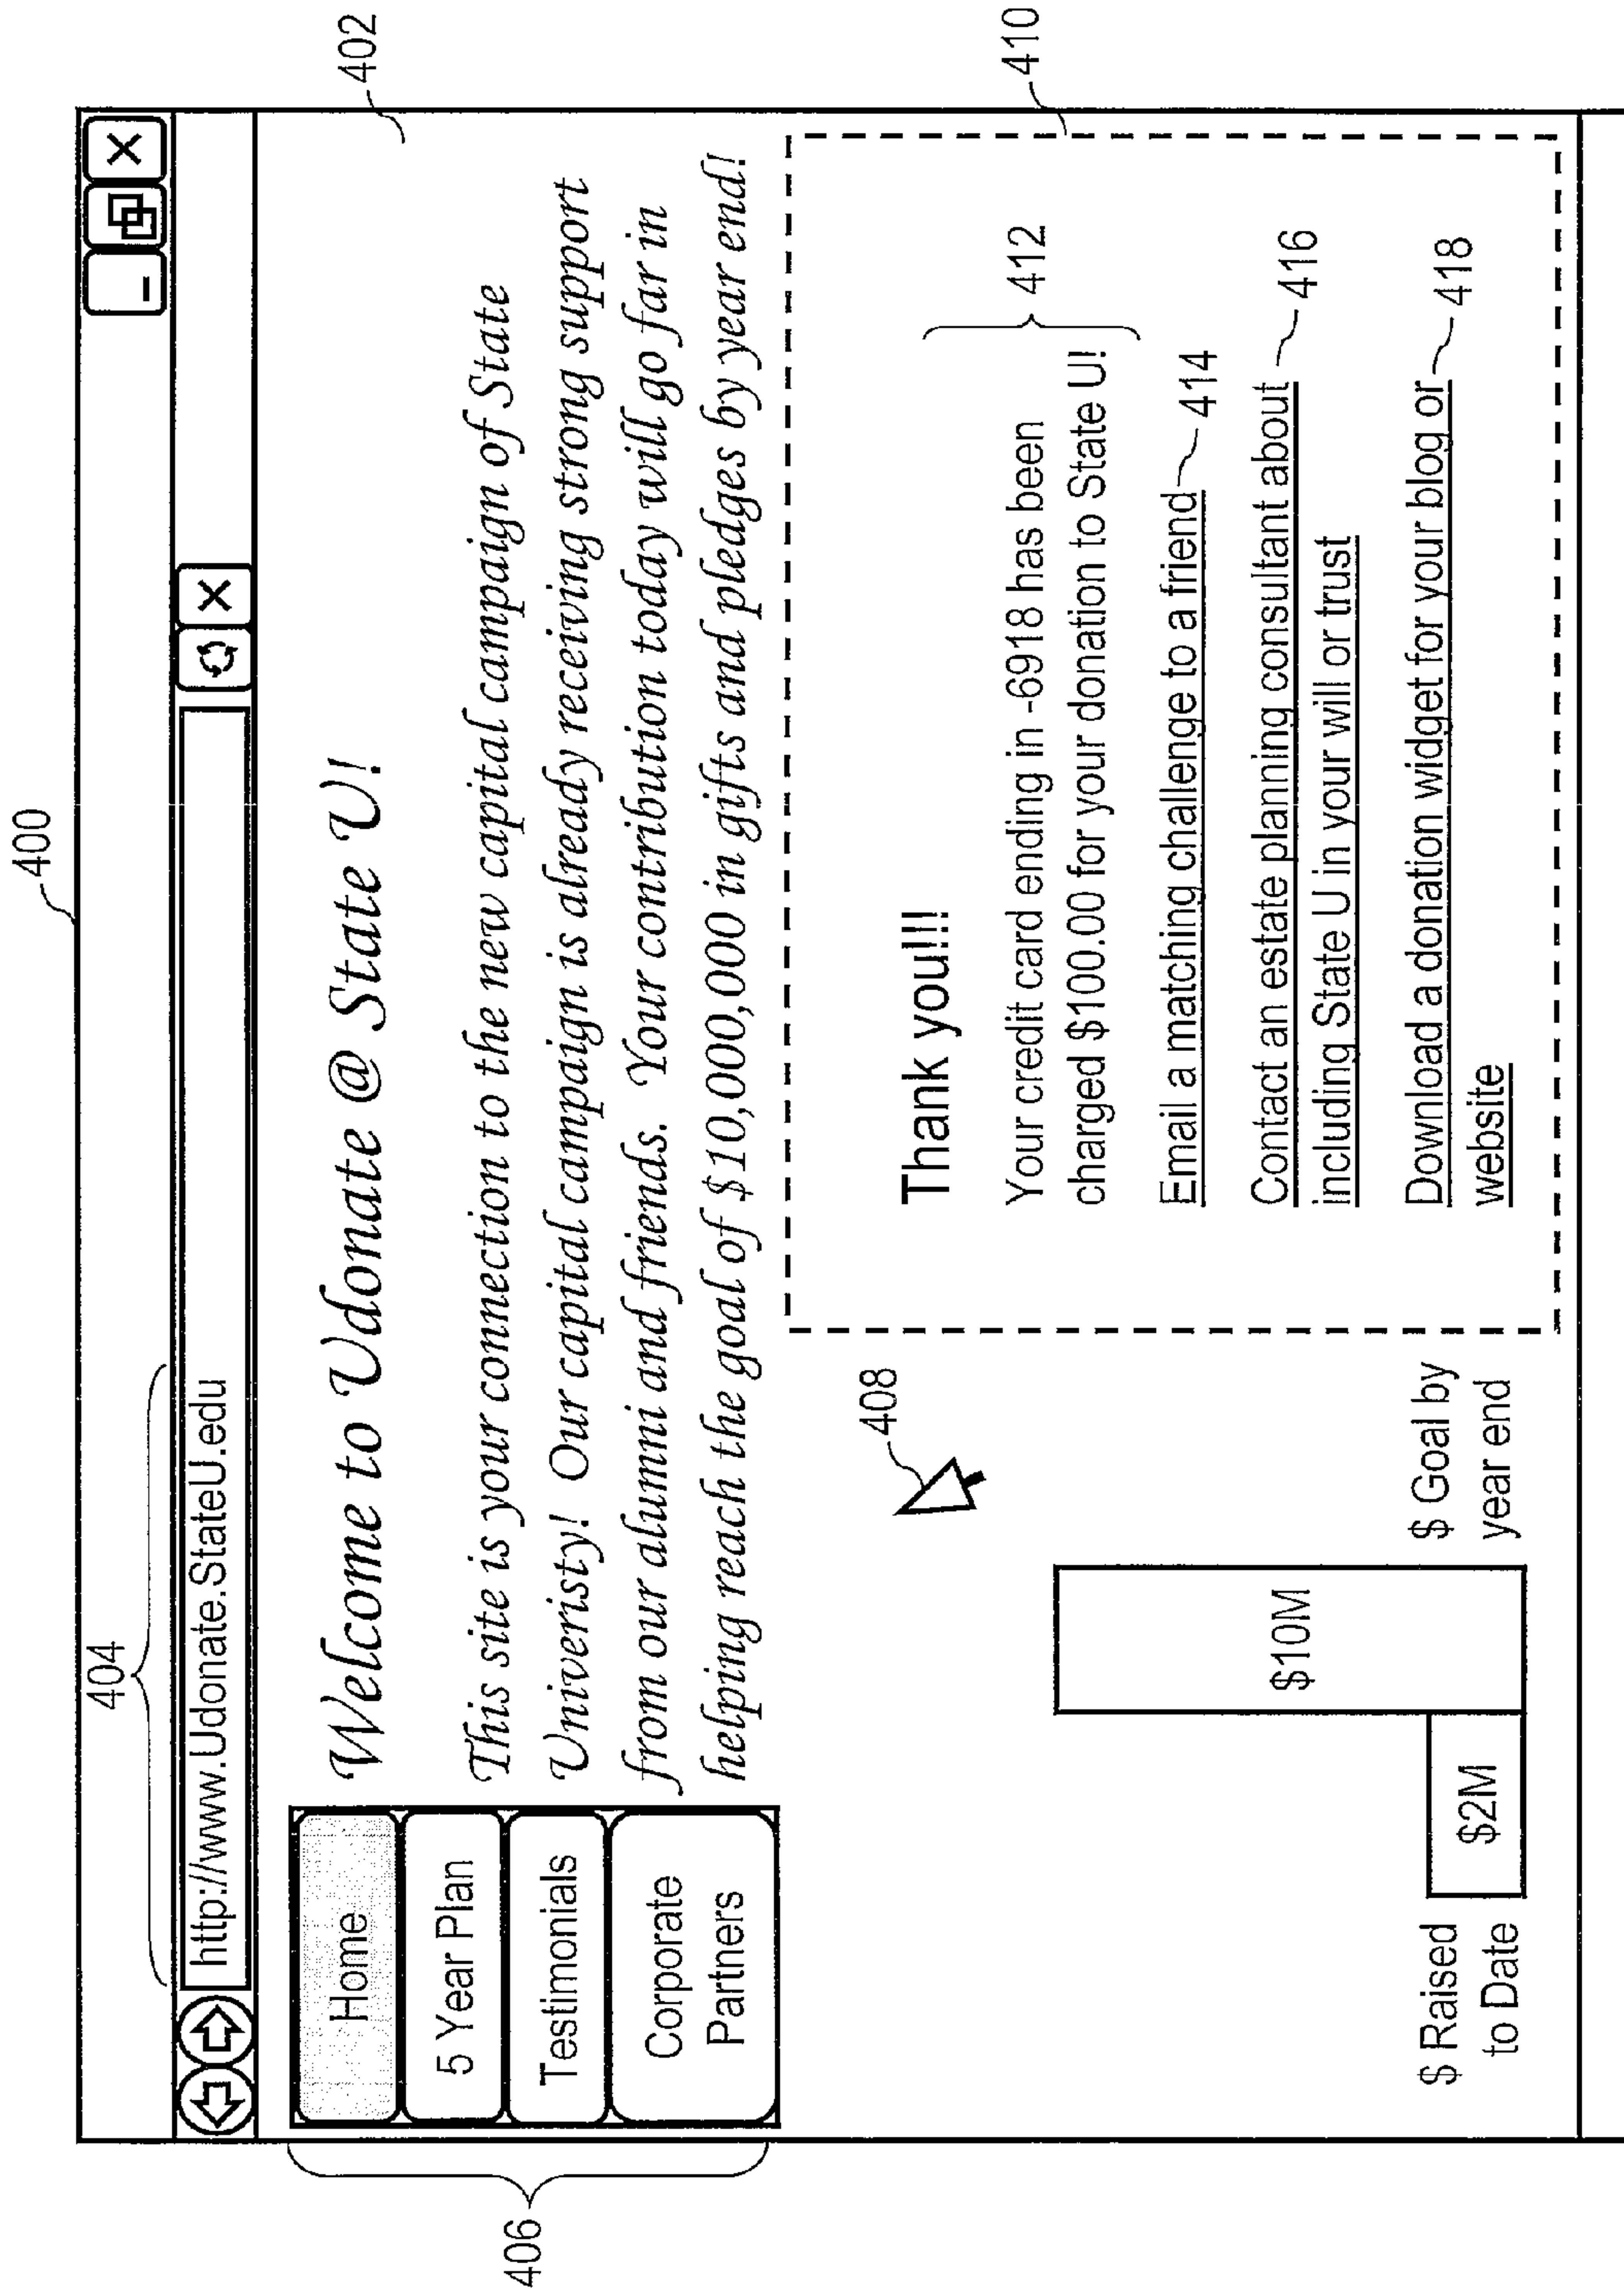 400
404
http://www.Udonate.StateU.edu
402
406
Home
5 Year Plan
Testimonials
Corporate
Partners
Welcome to Udonate @ State U!
This site is your connection to the new capital campaign of State
Univeristy! Our capital campaign is already receiving strong support
from our alumni and friends. Your contribution today will go far in
helping reach the goal of $10,000,000 in gifts and pledges by year end!
408
410
$ Raised
to Date
$2M
$10M
$ Goal by
year end
Thank you!!!
Your credit card ending in -6918 has been
charged $100.00 for your donation to State U!
412
Email a matching challenge to a friend 414
Contact an estate planning consultant about 416
including State U in your will or trust
Download a donation widget for your blog or 418
website